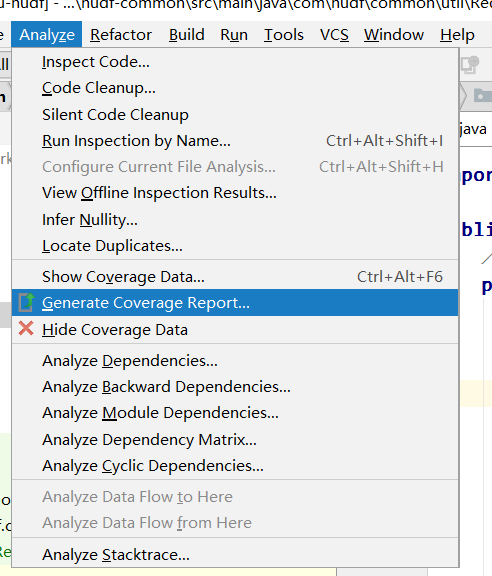 ...\hudf-common\src\main\java\com\hudf\common\util\Rec
Analyze Refactor Build Run Tools VCS Window Help
Inspect Code...
Code Cleanup...
Silent Code Cleanup
java
Run Inspection by Name... Ctrl+Alt+Shift+I
Configure Current File Analysis... Ctrl+Alt+Shift+H
View Offline Inspection Results...
Infer Nullity...
Locate Duplicates...
Show Coverage Data... Ctrl+Alt+F6
Generate Coverage Report...
Hide Coverage Data
Analyze Dependencies...
Analyze Backward Dependencies...
Analyze Module Dependencies...
Analyze Dependency Matrix...
Analyze Cyclic Dependencies...
Analyze Data Flow to Here
Analyze Data Flow from Here
Analyze Stacktrace...